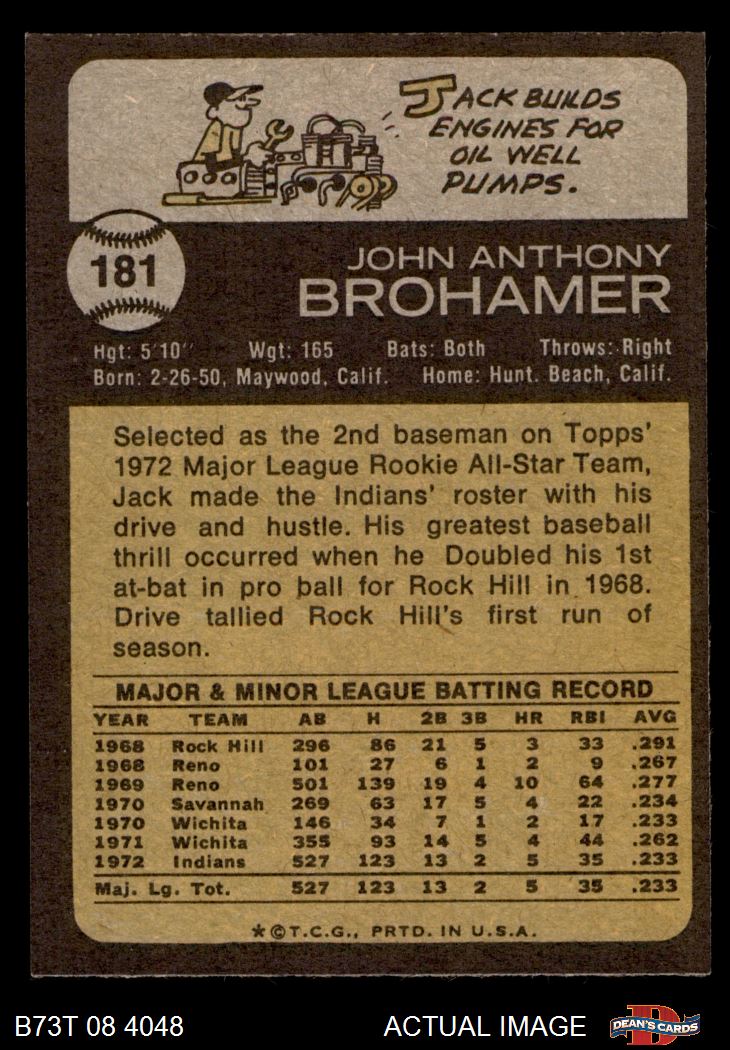 JACK BUILDS
ENGINES FOR
OIL WELL
PUMPS.
181
JOHN ANTHONY
BROHAMER
Hgt: 5'10" Wgt: 165 Bats: Both Throws: Right
Born: 2-26-50, Maywood, Calif. Home: Hunt. Beach, Calif.
Selected as the 2nd baseman on Topps'
1972 Major League Rookie All-Star Team,
Jack made the Indians' roster with his
drive and hustle. His greatest baseball
thrill occurred when he Doubled his 1st
at-bat in pro ball for Rock Hill in 1968.
Drive tallied Rock Hill's first run of
season.
MAJOR & MINOR LEAGUE BATTING RECORD
YEAR TEAM AB H 2B 3B HR RBI AVG
1968 Rock Hill 296 86 21 5 3 33 .291
1968 Reno 101 27 6 1 2 9 .267
1969 Reno 501 139 19 4 10 64 .277
1970 Savannah 269 63 17 5 4 22 .234
1970 Wichita 146 34 7 1 2 17 .233
1971 Wichita 355 93 14 5 4 44 .262
1972 Indians 527 123 13 2 5 35 .233
Maj. Lg. Tot. 527 123 13 2 5 35 .233
*©T.C.G., PRTD. IN U.S.A.
B73T 08 4048 ACTUAL IMAGE D DEAN'S CARDS